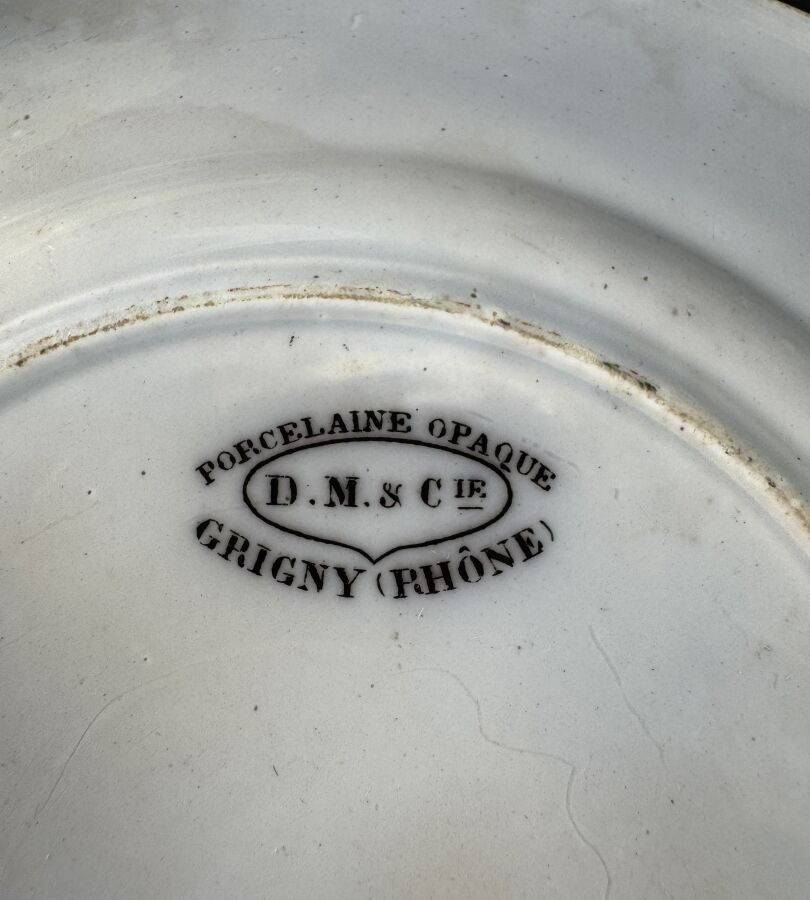 PORCELAINE OPAQUE
D.M.& CIE
GRIGNY (RHÔNE)